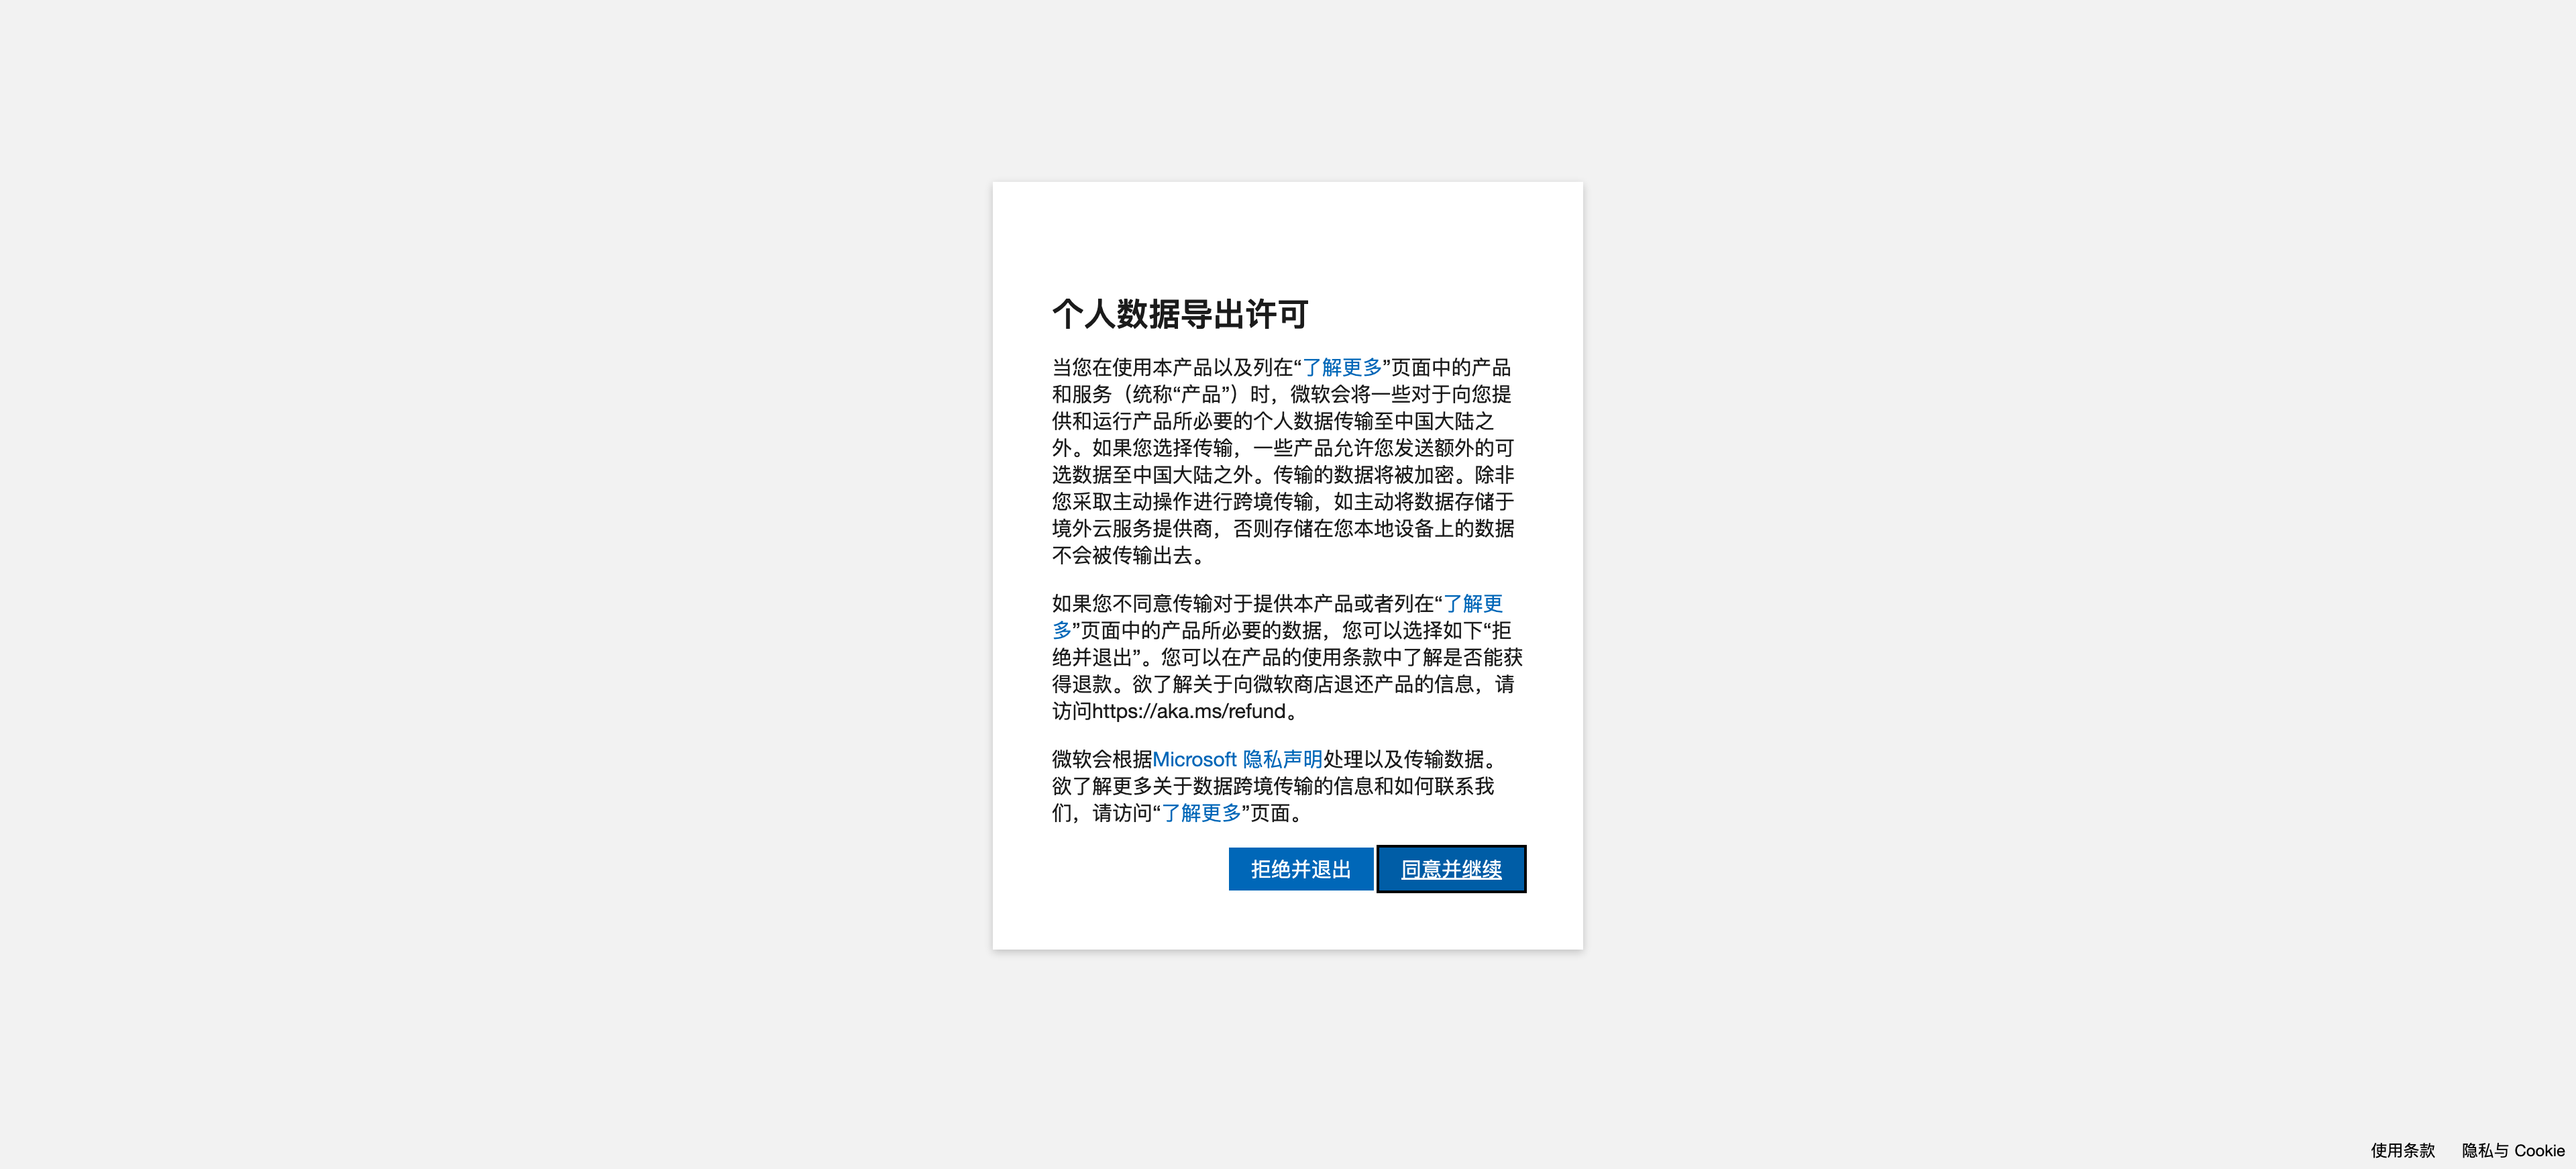 个人数据导出许可
当您在使用本产品以及列在“了解更多”页面中的产品
和服务（统称“产品”）时，微软会将一些对于向您提
供和运行产品所必要的个人数据传输至中国大陆之
外。如果您选择传输，一些产品允许您发送额外的可
选数据至中国大陆之外。传输的数据将被加密。除非
您采取主动操作进行跨境传输，如主动将数据存储于
境外云服务提供商，否则存储在您本地设备上的数据
不会被传输出去。
如果您不同意传输对于提供本产品或者列在“了解更
多”页面中的产品所必要的数据，您可以选择如下“拒
绝并退出”。您可以在产品的使用条款中了解是否能获
得退款。欲了解关于向微软商店退还产品的信息，请
访问https://aka.ms/refund。
微软会根据Microsoft 隐私声明处理以及传输数据。
欲了解更多关于数据跨境传输的信息和如何联系我
们，请访问“了解更多”页面。
拒绝并退出 同意并继续
使用条款 隐私与 Cookie